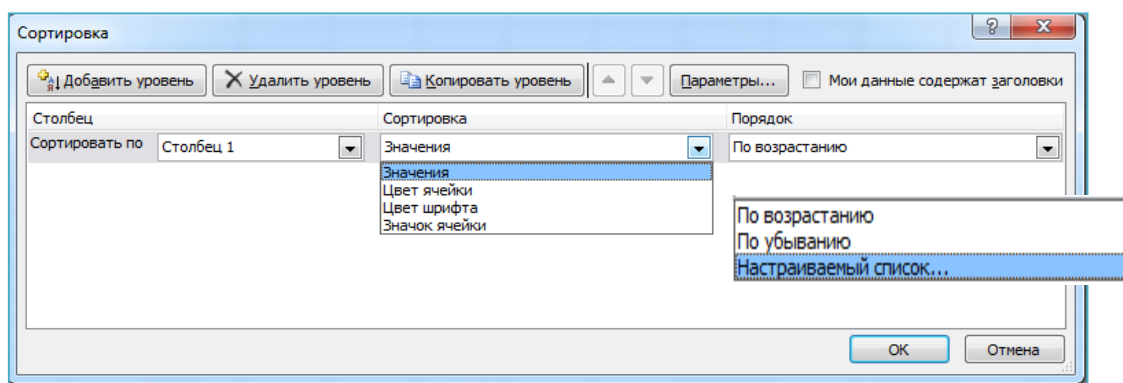 Сортировка
Добавить уровень Удалить уровень Копировать уровень Параметры... Мои данные содержат заголовки
Столбец Сортировка Порядок
Сортировать по Столбец 1 Значения По возрастанию
Значения
Цвет ячейки
Цвет шрифта
Значок ячейки
По возрастанию
По убыванию
Настраиваемый список...
ОК Отмена